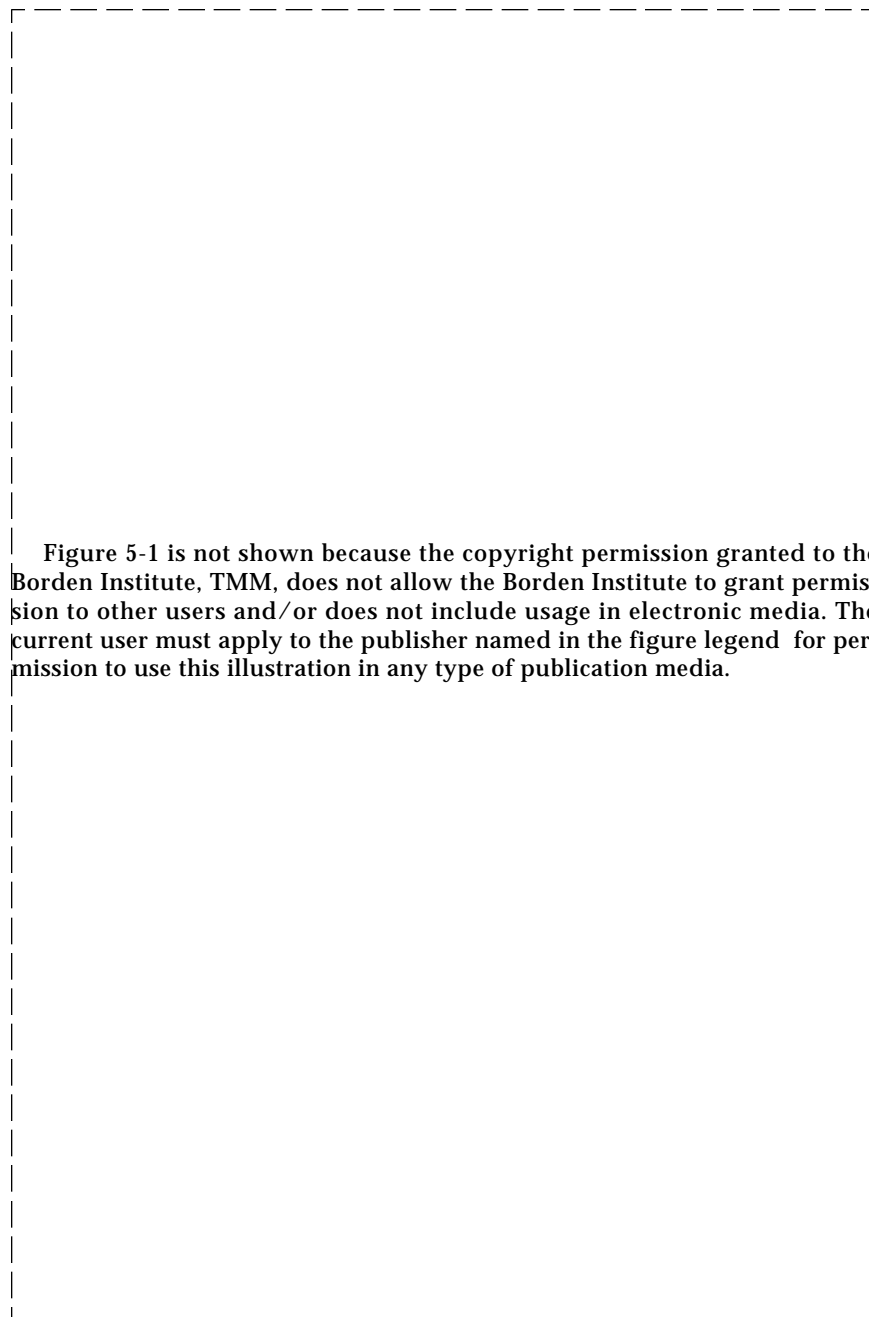 Figure 5-1 is not shown because the copyright permission granted to the
Borden Institute, TMM, does not allow the Borden Institute to grant permis
sion to other users and/or does not include usage in electronic media. The
current user must apply to the publisher named in the figure legend for per
mission to use this illustration in any type of publication media.